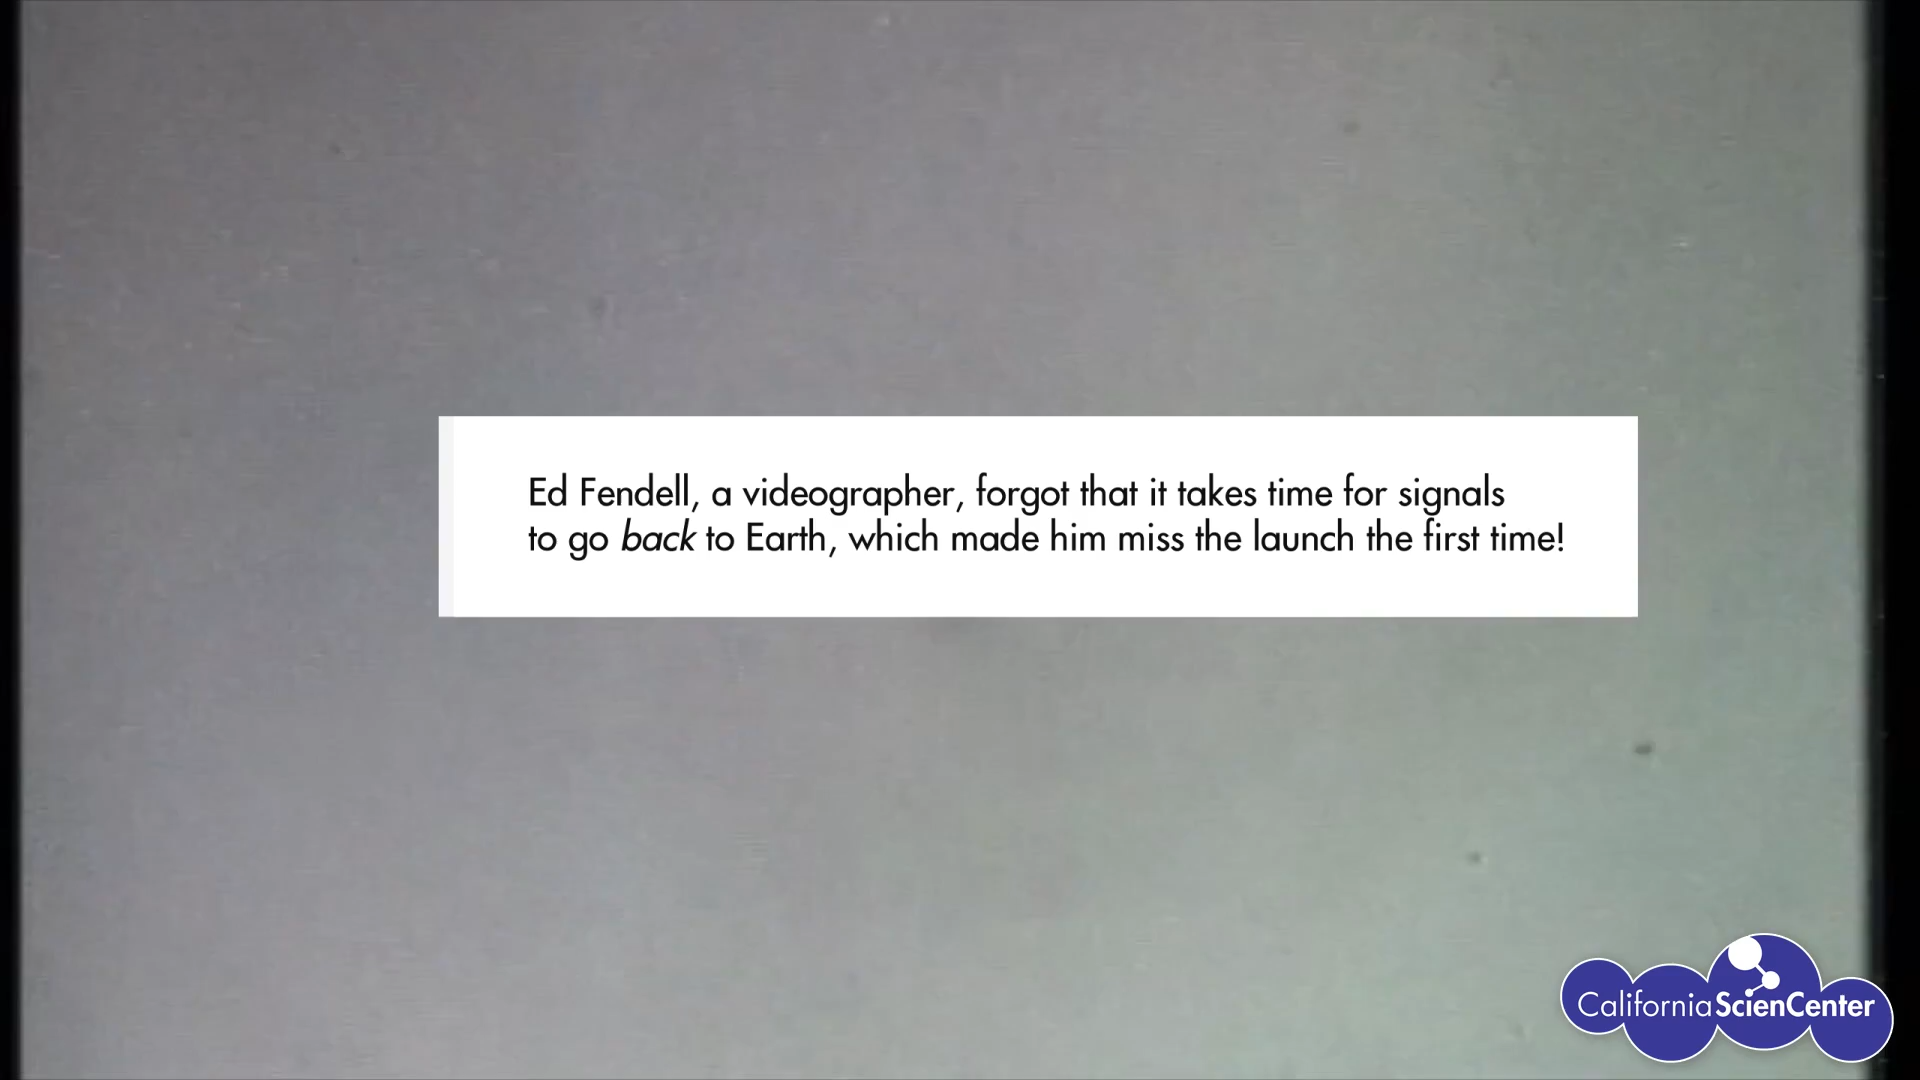 Ed Fendell, a videographer, forgot that it takes time for signals
to go back to Earth, which made him miss the launch the first time!
California ScienCenter